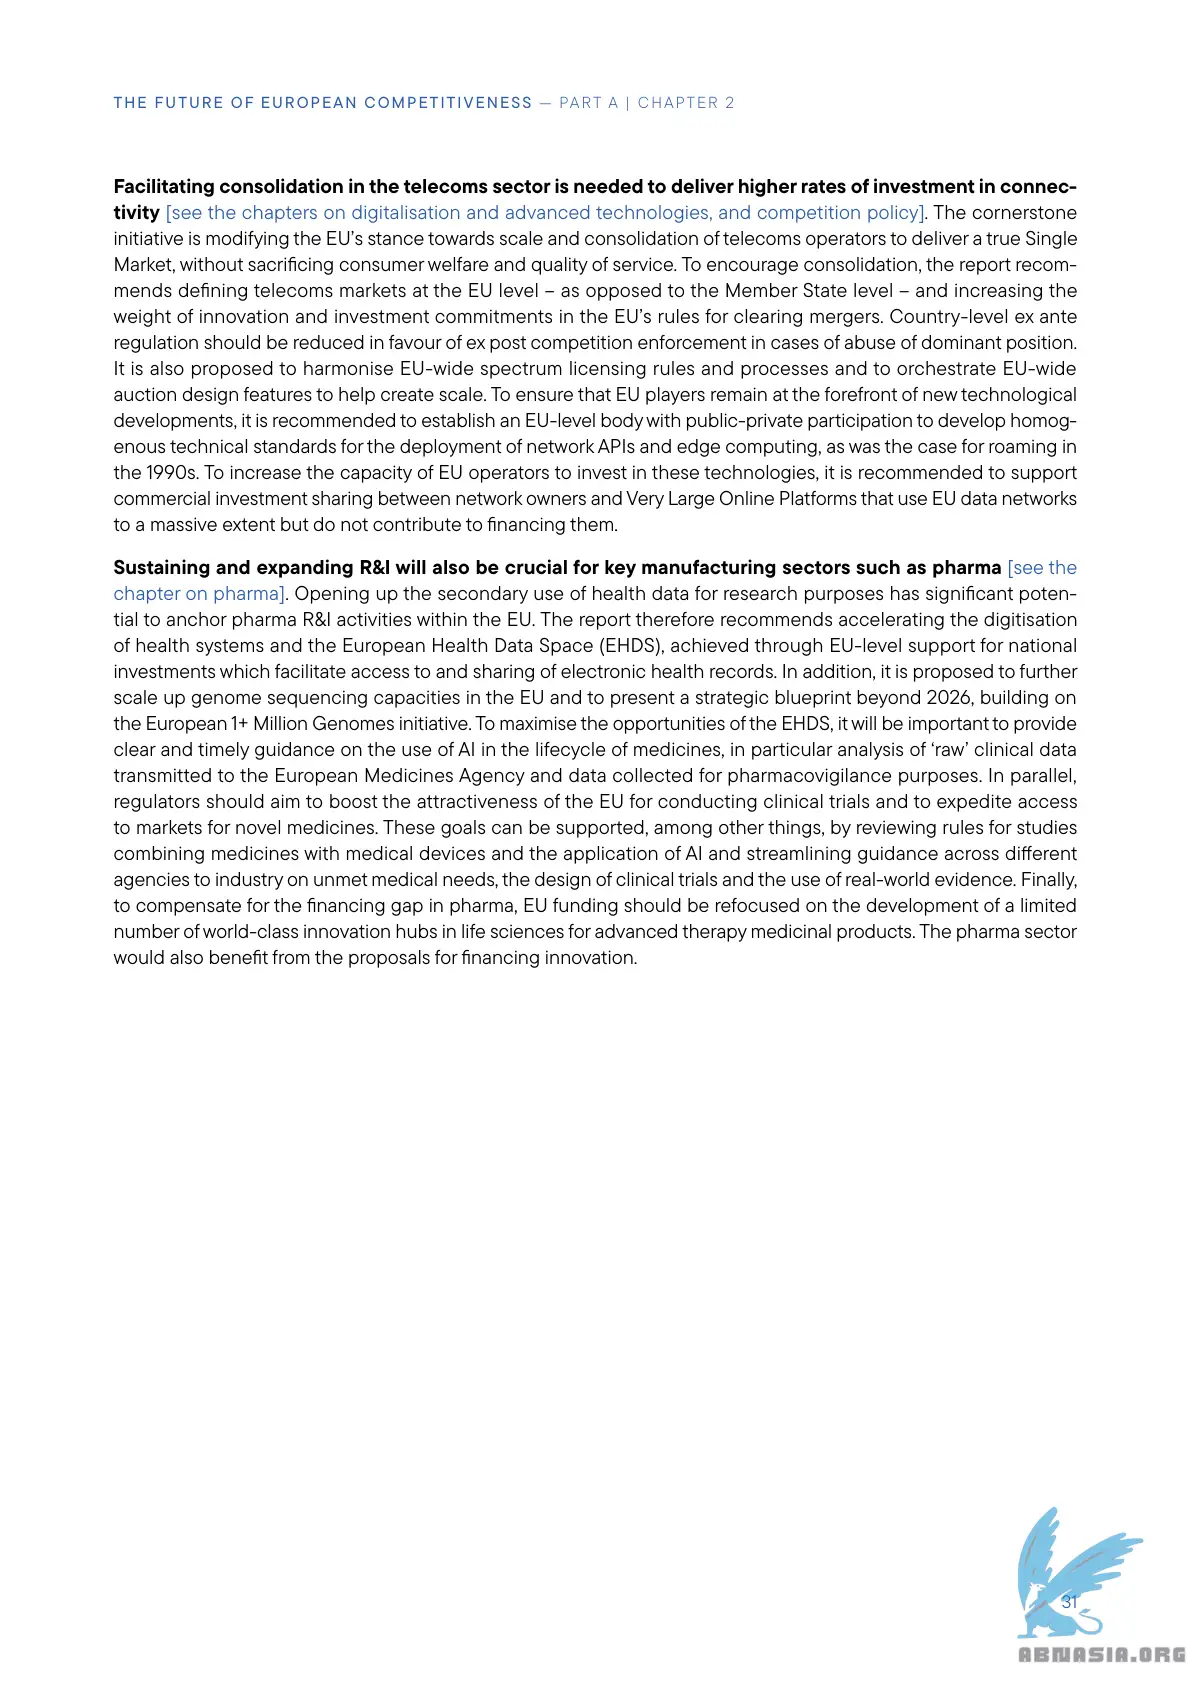 THE FUTURE OF EUROPEAN COMPETITIVENESS — PART A | CHAPTER 2
Facilitating consolidation in the telecoms sector is needed to deliver higher rates of investment in connec-
tivity [see the chapters on digitalisation and advanced technologies, and competition policy]. The cornerstone
initiative is modifying the EU’s stance towards scale and consolidation of telecoms operators to deliver a true Single
Market, without sacrificing consumer welfare and quality of service. To encourage consolidation, the report recom-
mends defining telecoms markets at the EU level – as opposed to the Member State level – and increasing the
weight of innovation and investment commitments in the EU’s rules for clearing mergers. Country-level ex ante
regulation should be reduced in favour of ex post competition enforcement in cases of abuse of dominant position.
It is also proposed to harmonise EU-wide spectrum licensing rules and processes and to orchestrate EU-wide
auction design features to help create scale. To ensure that EU players remain at the forefront of new technological
developments, it is recommended to establish an EU-level body with public-private participation to develop homog-
enous technical standards for the deployment of network APIs and edge computing, as was the case for roaming in
the 1990s. To increase the capacity of EU operators to invest in these technologies, it is recommended to support
commercial investment sharing between network owners and Very Large Online Platforms that use EU data networks
to a massive extent but do not contribute to financing them.
Sustaining and expanding R&I will also be crucial for key manufacturing sectors such as pharma [see the
chapter on pharma]. Opening up the secondary use of health data for research purposes has significant poten-
tial to anchor pharma R&I activities within the EU. The report therefore recommends accelerating the digitisation
of health systems and the European Health Data Space (EHDS), achieved through EU-level support for national
investments which facilitate access to and sharing of electronic health records. In addition, it is proposed to further
scale up genome sequencing capacities in the EU and to present a strategic blueprint beyond 2026, building on
the European 1+ Million Genomes initiative. To maximise the opportunities of the EHDS, it will be important to provide
clear and timely guidance on the use of AI in the lifecycle of medicines, in particular analysis of ‘raw’ clinical data
transmitted to the European Medicines Agency and data collected for pharmacovigilance purposes. In parallel,
regulators should aim to boost the attractiveness of the EU for conducting clinical trials and to expedite access
to markets for novel medicines. These goals can be supported, among other things, by reviewing rules for studies
combining medicines with medical devices and the application of AI and streamlining guidance across different
agencies to industry on unmet medical needs, the design of clinical trials and the use of real-world evidence. Finally,
to compensate for the financing gap in pharma, EU funding should be refocused on the development of a limited
number of world-class innovation hubs in life sciences for advanced therapy medicinal products. The pharma sector
would also benefit from the proposals for financing innovation.
31
ABNASIA.ORG